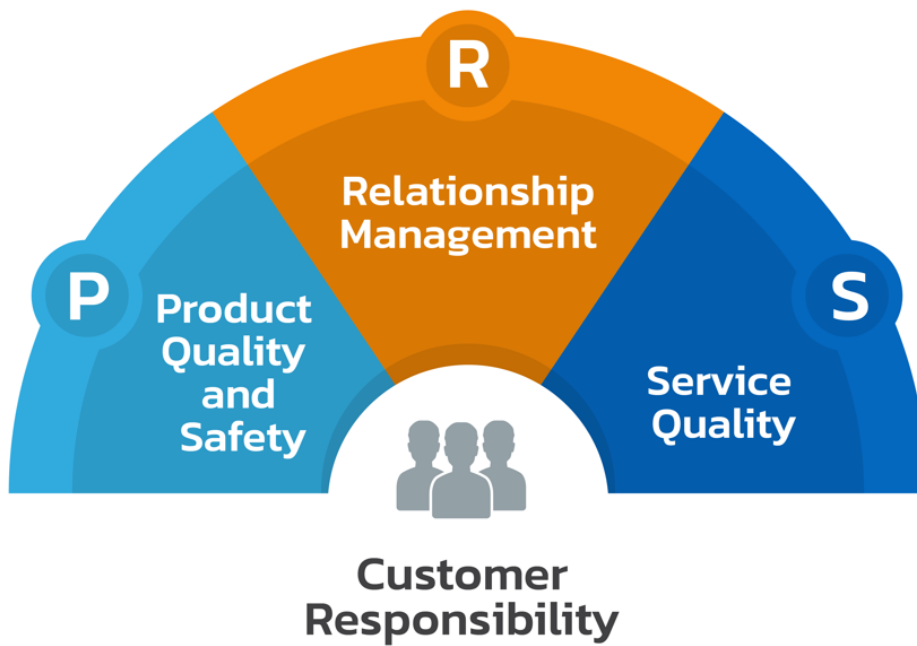 P
Product
Quality
and
Safety
R
Relationship
Management
S
Service
Quality
Customer
Responsibility